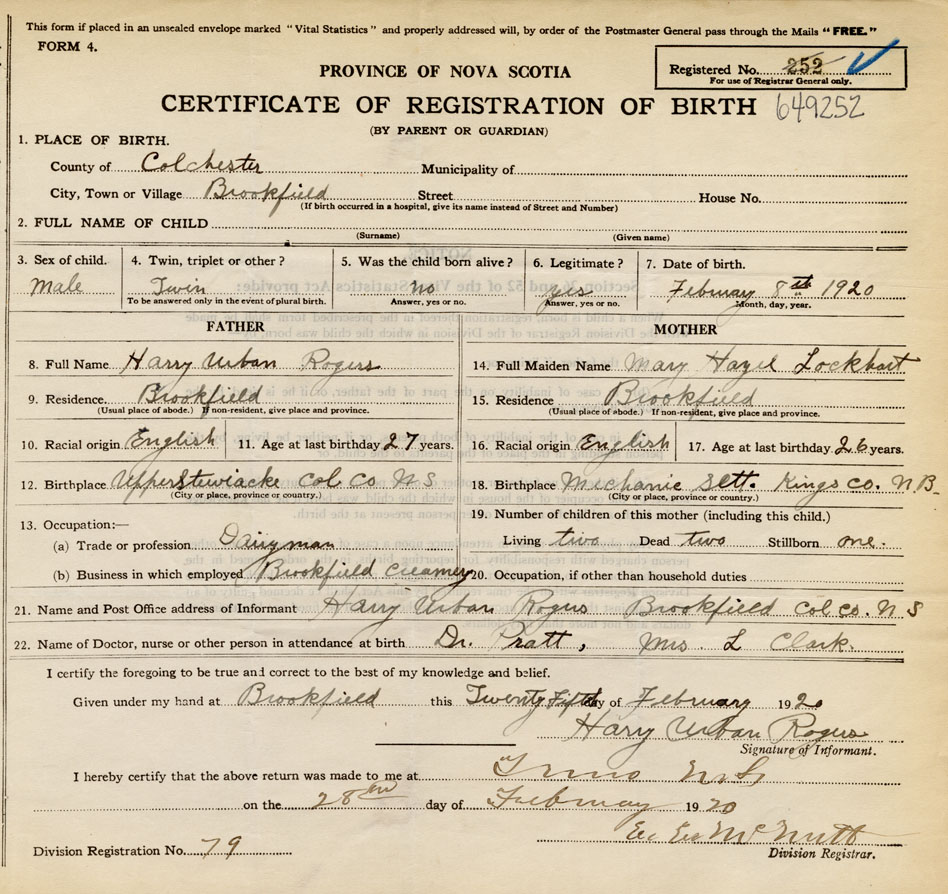 This form if placed in an unsealed envelope marked "Vital Statistics" and properly addressed will, by order of the Postmaster General pass through the Mails "FREE."
FORM 4.
PROVINCE OF NOVA SCOTIA
Registered No. 252
For use of Registrar General only.
CERTIFICATE OF REGISTRATION OF BIRTH 649252
(BY PARENT OR GUARDIAN)
1. PLACE OF BIRTH.
County of Colchester Municipality of
City, Town or Village Brookfield Street House No.
(If birth occurred in a hospital, give its name instead of Street and Number)
2. FULL NAME OF CHILD
(Surname) (Given name)
3. Sex of child. 4. Twin, triplet or other? 5. Was the child born alive? 6. Legitimate? 7. Date of birth.
Male Twin no yes February 8th 1920
To be answered only in the event of plural birth. Answer, yes or no. Answer, yes or no. Month, day, year.
FATHER MOTHER
8. Full Name Harry Urban Rogers 14. Full Maiden Name Mary Hazel Lockhart
9. Residence. Brookfield 15. Residence Brookfield
(Usual place of abode.) If non-resident, give place and province. (Usual place of abode.) If non-resident, give place and province.
10. Racial origin English 11. Age at last birthday 27 years. 16. Racial origin English 17. Age at last birthday 26 years.
12. Birthplace Upper Stewiacke Col Co N S 18. Birthplace Mechanic Sett. Kings Co. N B.
(City or place, province or country.) (City or place, province or country.)
13. Occupation:— 19. Number of children of this mother (including this child.)
(a) Trade or profession Dairyman Living two Dead two Stillborn one.
(b) Business in which employed Brookfield Creamery 20. Occupation, if other than household duties
21. Name and Post Office address of Informant Harry Urban Rogers Brookfield Col Co. N S
22. Name of Doctor, nurse or other person in attendance at birth Dr. Pratt, Mrs. L Clark.
I certify the foregoing to be true and correct to the best of my knowledge and belief.
Given under my hand at Brookfield this Twenty Fifth day of February 1920
Harry Urban Rogers
Signature of Informant.
I hereby certify that the above return was made to me at Truro N.S.
on the 28th day of February 1920
McNutt
Division Registration No. 79 Division Registrar.